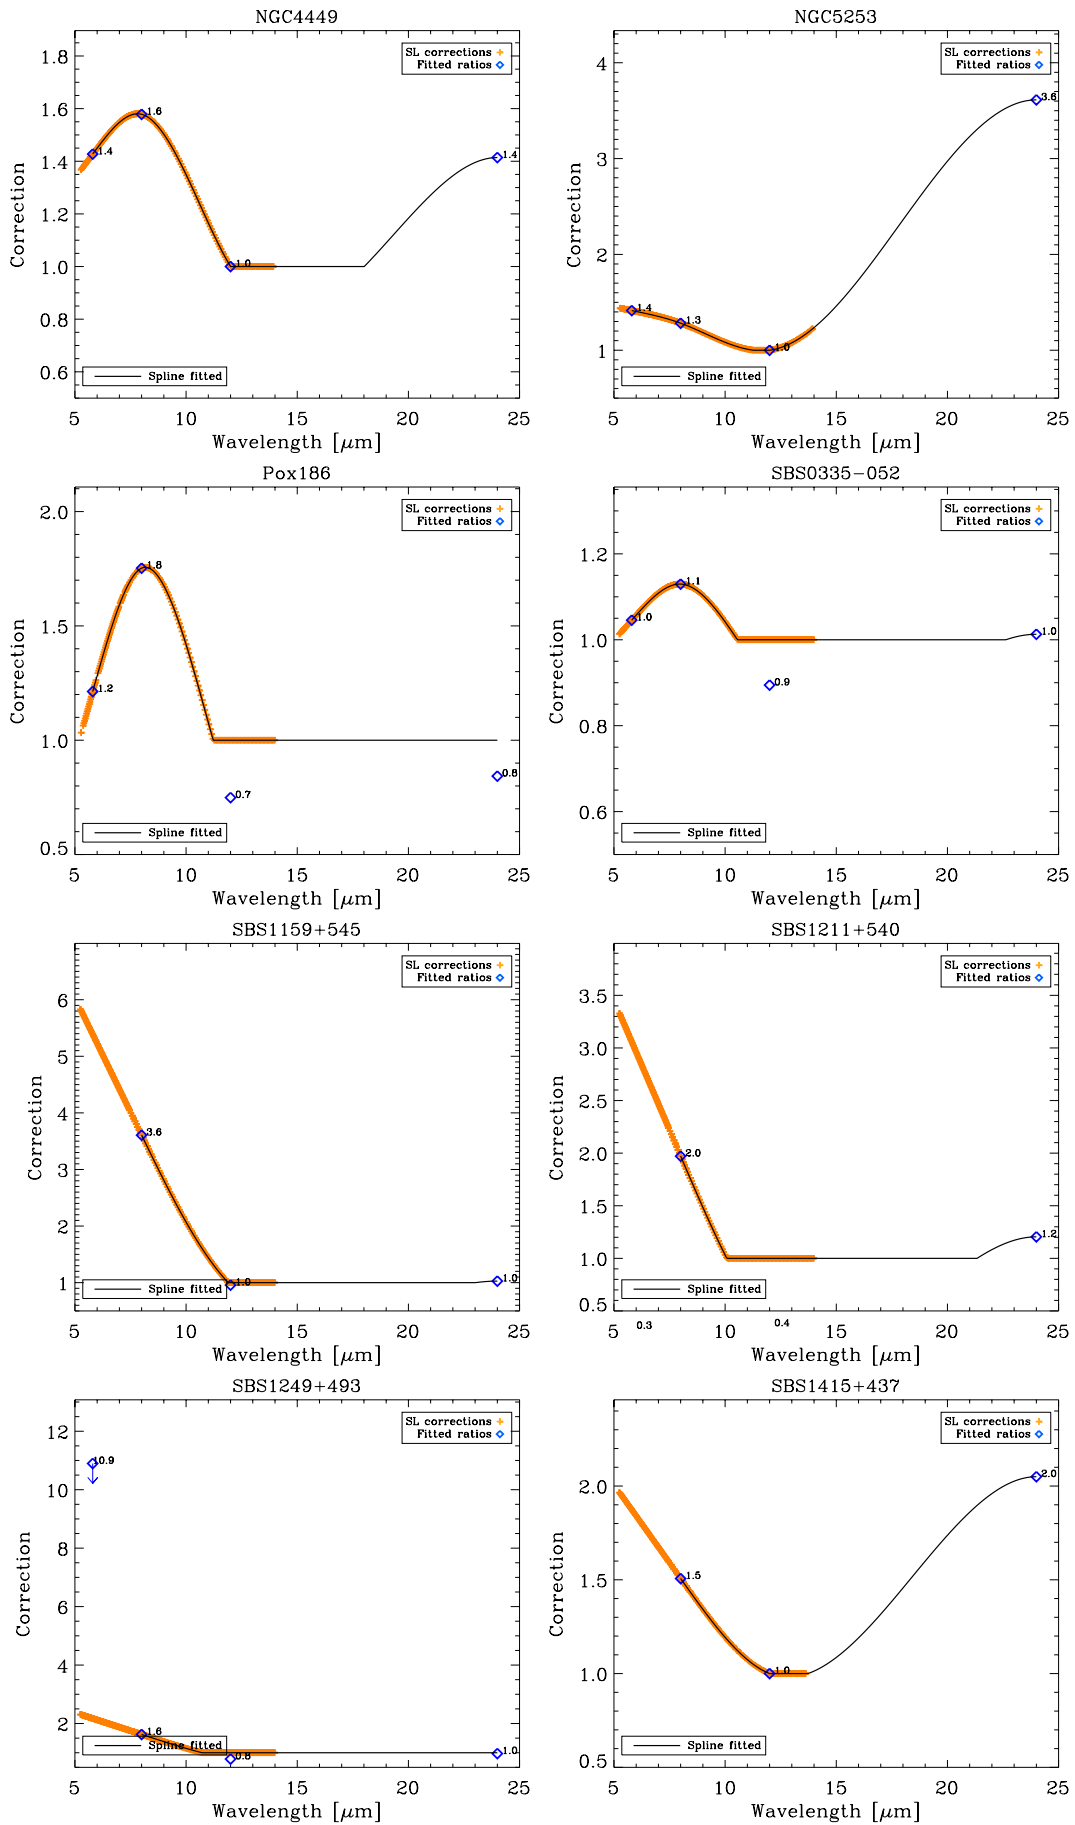 NGC4449
SL corrections +
Fitted ratios ◇
1.8
1.6
1.4
1.2
1.0
0.8
0.6
Correction
1.4
1.6
1.0
1.4
Spline fitted
5 10 15 20 25
Wavelength [μm]
NGC5253
SL corrections +
Fitted ratios ◇
4
3
2
1
Correction
1.4
1.3
1.0
3.6
Spline fitted
5 10 15 20 25
Wavelength [μm]
Pox186
SL corrections +
Fitted ratios ◇
2.0
1.5
1.0
0.5
Correction
1.2
1.8
0.7
0.8
Spline fitted
5 10 15 20 25
Wavelength [μm]
SBS0335-052
SL corrections +
Fitted ratios ◇
1.2
1.0
0.8
0.6
Correction
1.0
1.1
0.9
1.0
Spline fitted
5 10 15 20 25
Wavelength [μm]
SBS1159+545
SL corrections +
Fitted ratios ◇
6
5
4
3
2
1
Correction
3.6
1.0
1.0
Spline fitted
5 10 15 20 25
Wavelength [μm]
SBS1211+540
SL corrections +
Fitted ratios ◇
3.5
3.0
2.5
2.0
1.5
1.0
0.5
Correction
2.0
1.2
Spline fitted
0.3 0.4
5 10 15 20 25
Wavelength [μm]
SBS1249+493
SL corrections +
Fitted ratios ◇
12
10
8
6
4
2
Correction
10.9
1.6
0.8
1.0
Spline fitted
5 10 15 20 25
Wavelength [μm]
SBS1415+437
SL corrections +
Fitted ratios ◇
2.0
1.5
1.0
0.5
Correction
1.5
1.0
2.0
Spline fitted
5 10 15 20 25
Wavelength [μm]